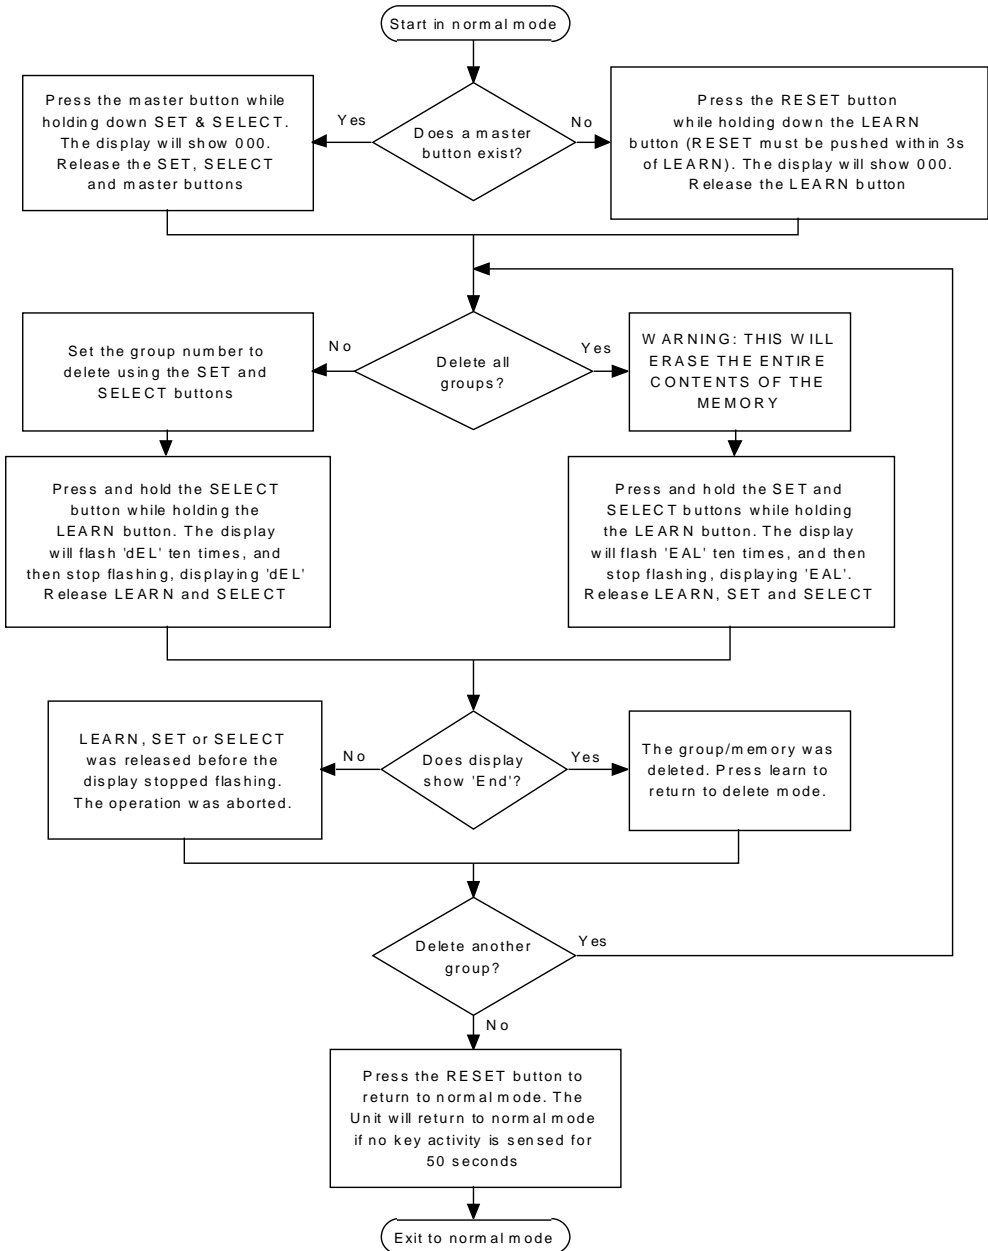 Start in normal mode
Press the master button while
holding down SET & SELECT.
The display will show 000.
Release the SET, SELECT
and master buttons
Yes
Does a master
button exist?
No
Press the RESET button
while holding down the LEARN
button (RESET must be pushed within 3s
of LEARN). The display will show 000.
Release the LEARN button
Set the group number to
delete using the SET and
SELECT buttons
No
Delete all
groups?
Yes
WARNING: THIS WILL
ERASE THE ENTIRE
CONTENTS OF THE
MEMORY
Press and hold the SELECT
button while holding the
LEARN button. The display
will flash 'dEL' ten times, and
then stop flashing, displaying 'dEL'
Release LEARN and SELECT
Press and hold the SET and
SELECT buttons while holding
the LEARN button. The display
will flash 'EAL' ten times, and then
stop flashing, displaying 'EAL'.
Release LEARN, SET and SELECT
LEARN, SET or SELECT
was released before the
display stopped flashing.
The operation was aborted.
No
Does display
show 'End'?
Yes
The group/memory was
deleted. Press learn to
return to delete mode.
Delete another
group?
Yes
No
Press the RESET button to
return to normal mode. The
Unit will return to normal mode
if no key activity is sensed for
50 seconds
Exit to normal mode